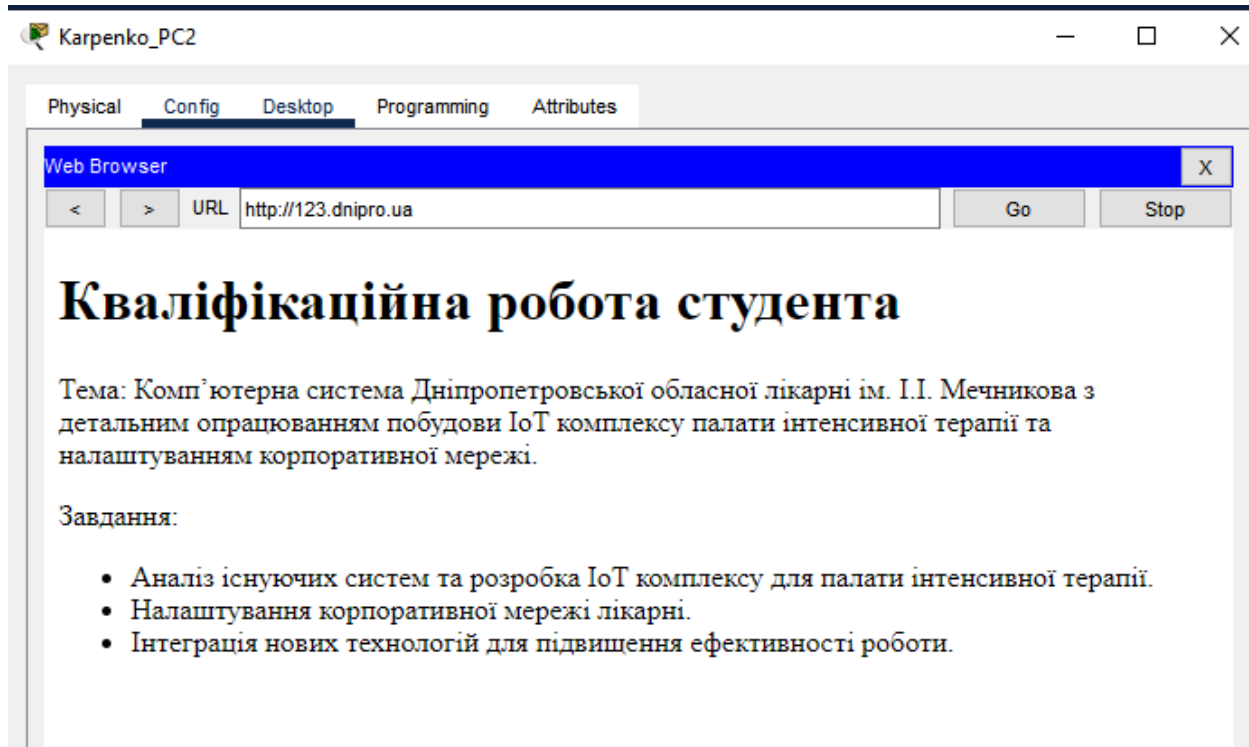 Karpenko_PC2
Physical Config Desktop Programming Attributes
Web Browser X
< > URL http://123.dnipro.ua Go Stop
Кваліфікаційна робота студента
Тема: Комп’ютерна система Дніпропетровської обласної лікарні ім. І.І. Мечникова з
детальним опрацюванням побудови IoT комплексу палати інтенсивної терапії та
налаштуванням корпоративної мережі.
Завдання:
• Аналіз існуючих систем та розробка IoT комплексу для палати інтенсивної терапії.
• Налаштування корпоративної мережі лікарні.
• Інтеграція нових технологій для підвищення ефективності роботи.